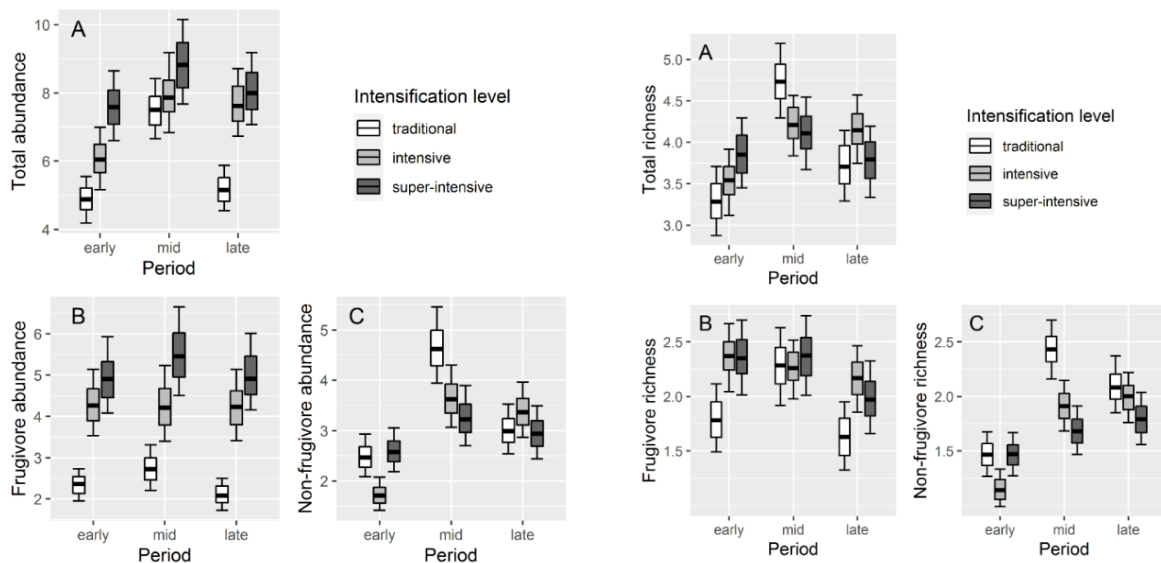 A
Total abundance
10
8
6
4
early mid late
Period
Intensification level
traditional
intensive
super-intensive
B
Frugivore abundance
6
5
4
3
2
early mid late
Period
C
Non-frugivore abundance
5
4
3
2
early mid late
Period
A
Total richness
5.0
4.5
4.0
3.5
3.0
early mid late
Period
Intensification level
traditional
intensive
super-intensive
B
Frugivore richness
2.5
2.0
1.5
early mid late
Period
C
Non-frugivore richness
2.5
2.0
1.5
early mid late
Period